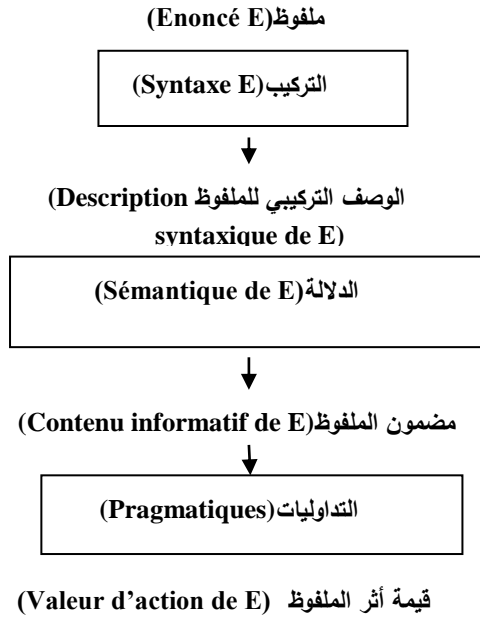 ملفوظ(Enoncé E)
التركيب(Syntaxe E)
الوصف التركيبي للملفوظ Description)
syntaxique de E)
الدلالة(Sémantique de E)
مضمون الملفوظ(Contenu informatif de E)
التداوليات(Pragmatiques)
قيمة أثر الملفوظ (Valeur d’action de E)